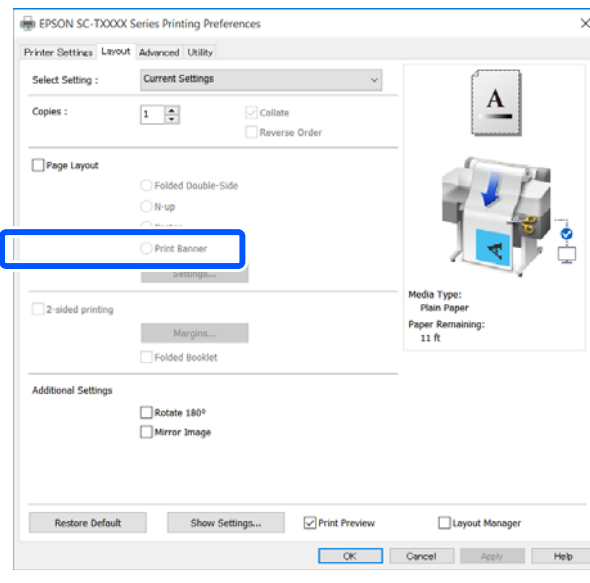 EPSON SC-TXXXX Series Printing Preferences
Printer Settings Layout Advanced Utility
Select Setting : Current Settings
Copies : 1 Collate
Reverse Order
Page Layout
Folded Double-Side
N-up
Print Banner
Settings...
2-sided printing
Margins...
Folded Booklet
Additional Settings
Rotate 180°
Mirror Image
A
A
Media Type:
Plain Paper
Paper Remaining:
11 ft
Restore Default Show Settings... Print Preview Layout Manager
OK Cancel Apply Help